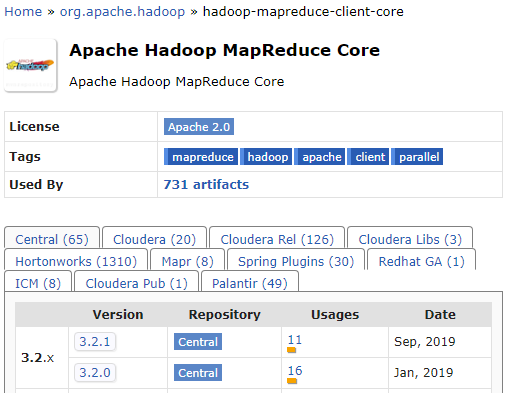 Home » org.apache.hadoop » hadoop-mapreduce-client-core
Apache Hadoop MapReduce Core
Apache Hadoop MapReduce Core
License Apache 2.0
Tags mapreduce hadoop apache client parallel
Used By 731 artifacts
Central (65) Cloudera (20) Cloudera Rel (126) Cloudera Libs (3)
Hortonworks (1310) Mapr (8) Spring Plugins (30) Redhat GA (1)
ICM (8) Cloudera Pub (1) Palantir (49)
Version Repository Usages Date
3.2.x
3.2.1 Central 11 Sep, 2019
3.2.0 Central 16 Jan, 2019